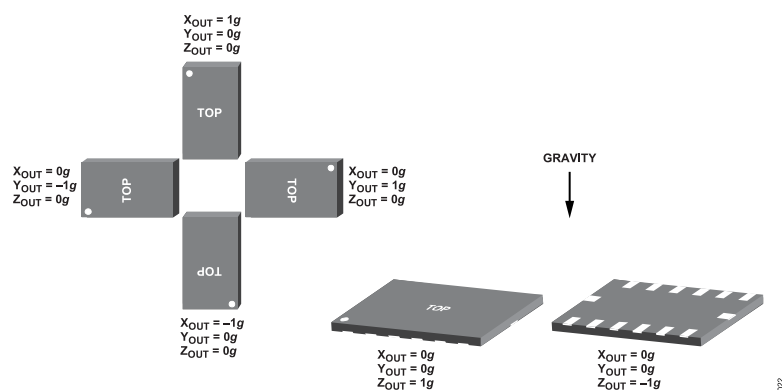 XOUT = 1g
YOUT = 0g
ZOUT = 0g
TOP
XOUT = 0g
YOUT = –1g
ZOUT = 0g
TOP
TOP
XOUT = 0g
YOUT = 1g
ZOUT = 0g
GRAVITY
TOP
XOUT = –1g
YOUT = 0g
ZOUT = 0g
TOP
XOUT = 0g
YOUT = 0g
ZOUT = 1g
XOUT = 0g
YOUT = 0g
ZOUT = –1g